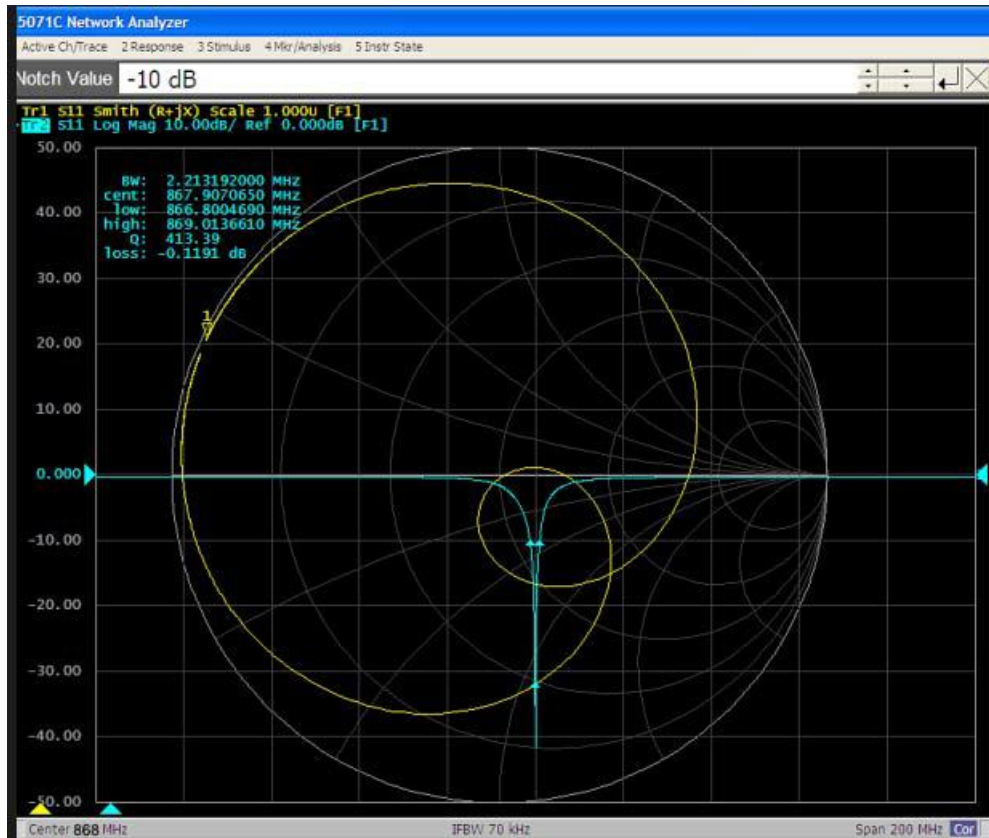 5071C Network Analyzer
Active Ch/Trace 2 Response 3 Stimulus 4 Mkr/Analysis 5 Instr State
Notch Value -10 dB
Tr1 S11 Smith (R+jX) Scale 1.000U [F1]
Tr2 S11 Log Mag 10.00dB/ Ref 0.000dB [F1]
50.00
BW: 2.213192000 MHz
cent: 867.9070650 MHz
low: 866.8004690 MHz
high: 869.0136610 MHz
Q: 413.39
loss: -0.1191 dB
40.00
30.00
1
20.00
10.00
0.000
-10.00
-20.00
-30.00
-40.00
-50.00
Center 868 MHz IFBW 70 kHz Span 200 MHz Cor